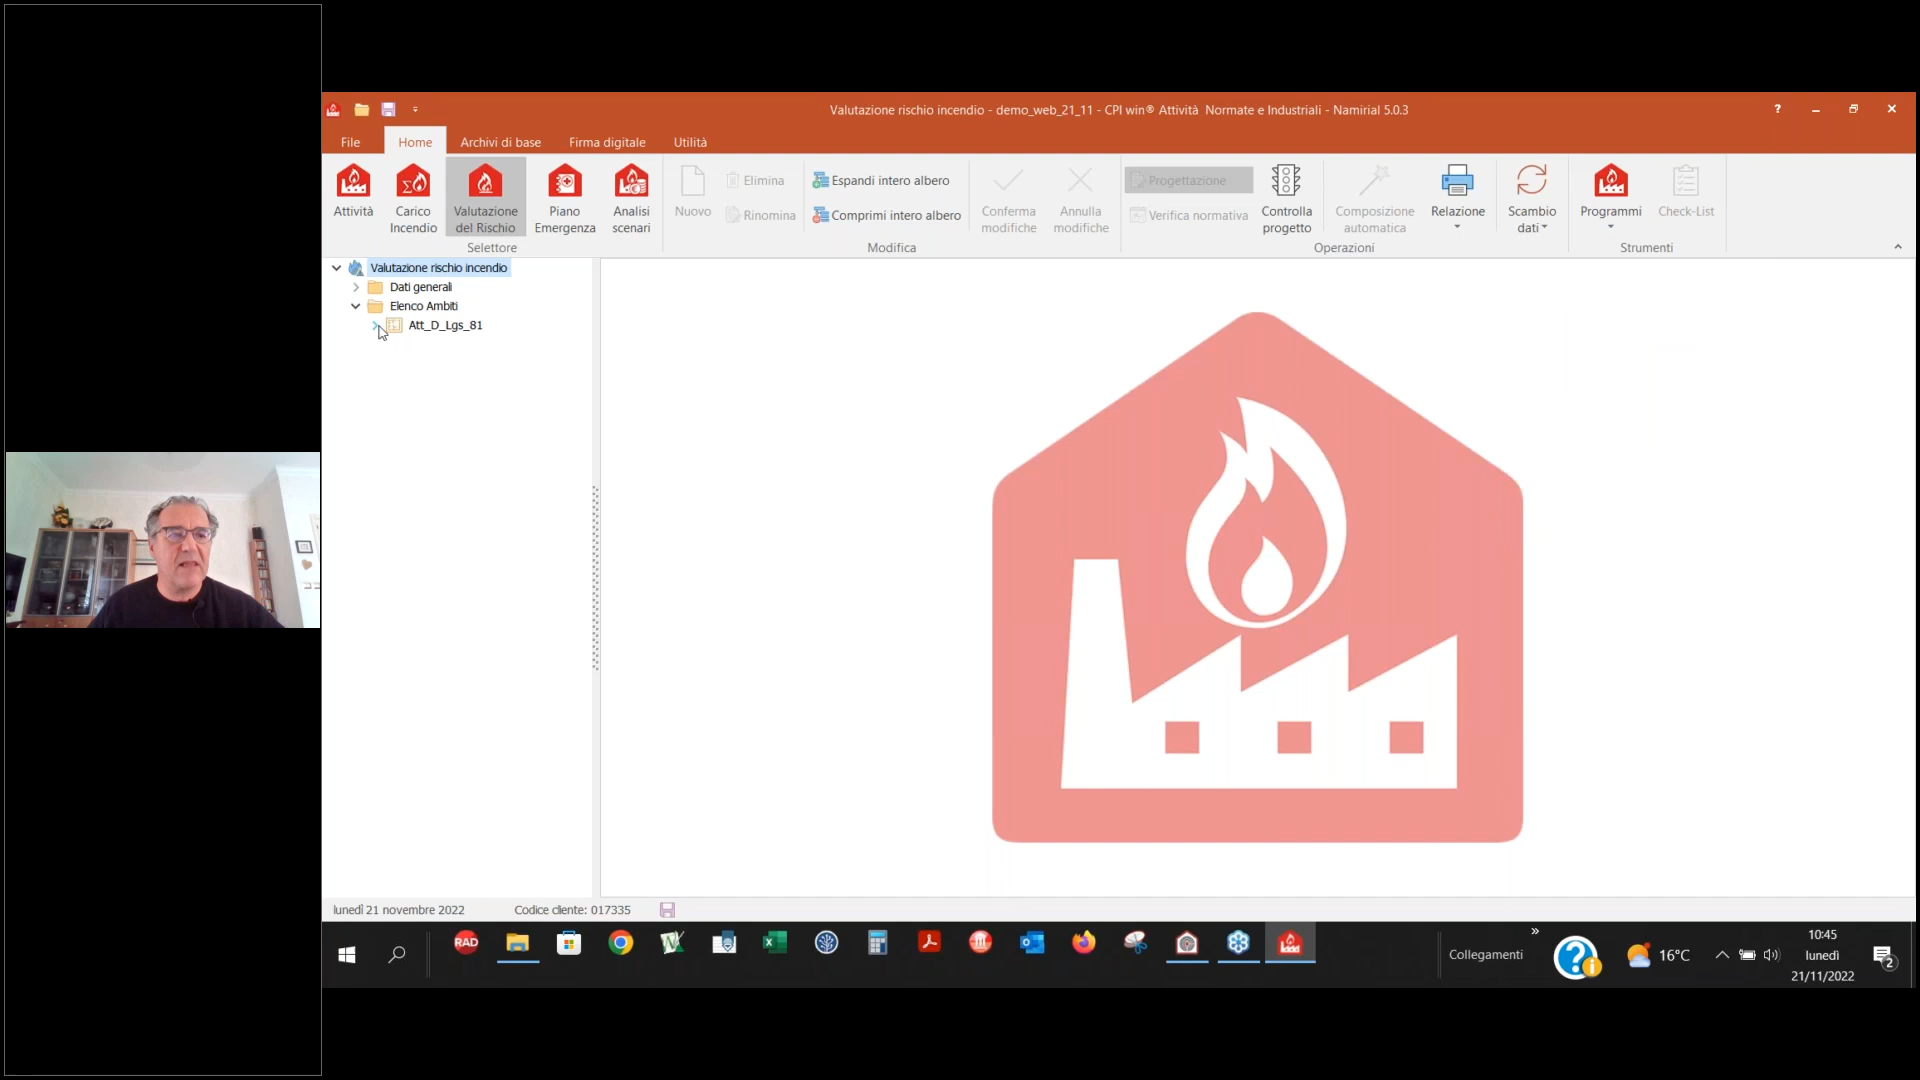 Valutazione rischio incendio - demo_web_21_11 - CPI win® Attività Normate e Industriali - Namirial 5.0.3
?
File
Home
Archivi di base
Firma digitale
Utilità
Attività
Carico
Incendio
Valutazione
del Rischio
Piano
Emergenza
Analisi
scenari
Selettore
Nuovo
Elimina
Rinomina
Espandi intero albero
Comprimi intero albero
Conferma
modifiche
Annulla
modifiche
Modifica
Progettazione
Verifica normativa
Controlla
progetto
Composizione
automatica
Relazione
Operazioni
Scambio
dati
Programmi
Check-List
Strumenti
Valutazione rischio incendio
Dati generali
Elenco Ambiti
Att_D_Lgs_81
lunedì 21 novembre 2022
Codice cliente: 017335
RAD
Collegamenti
»
?
16°C
10:45
lunedì
21/11/2022
2